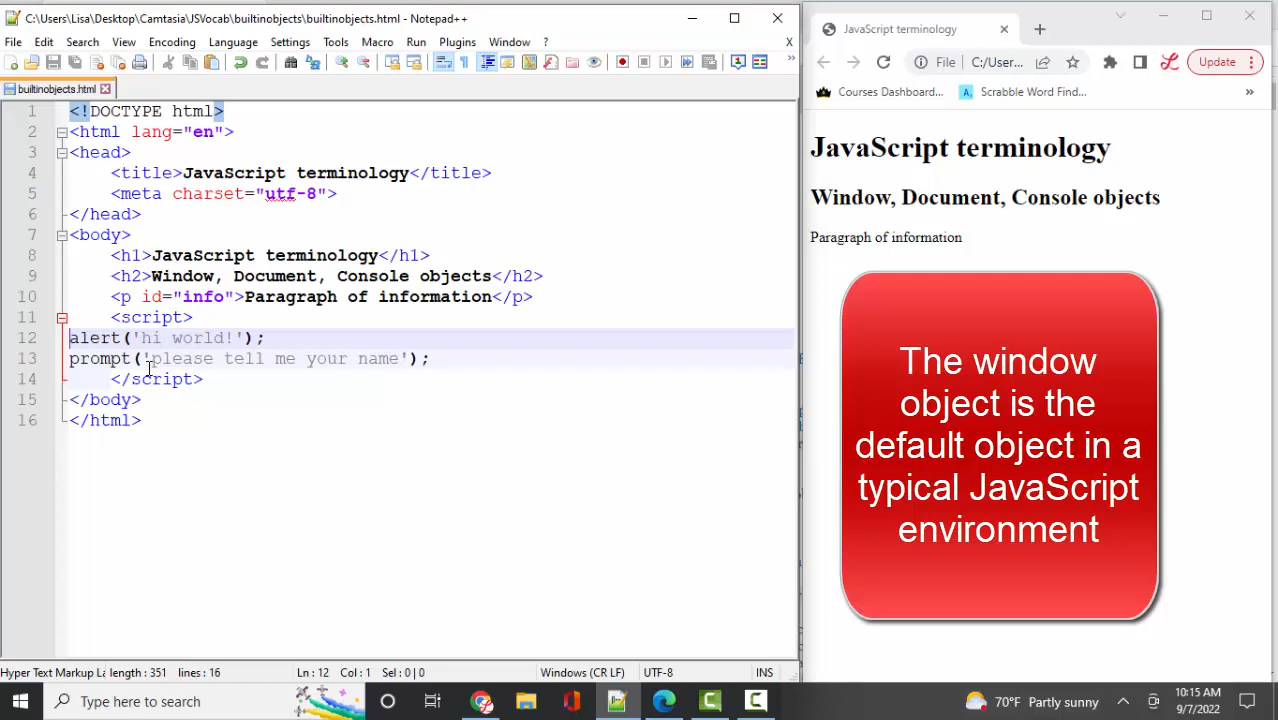 C:\Users\Lisa\Desktop\Camtasia\JSVocab\builtinobjects\builtinobjects.html - Notepad++
File Edit Search View Encoding Language Settings Tools Macro Run Plugins Window ? X
builtinobjects.html
1 <!DOCTYPE html>
2 <html lang="en">
3 <head>
4 <title>JavaScript terminology</title>
5 <meta charset="utf-8">
6 </head>
7 <body>
8 <h1>JavaScript terminology</h1>
9 <h2>Window, Document, Console objects</h2>
10 <p id="info">Paragraph of information</p>
11 <script>
12 alert('hi world!');
13 prompt('please tell me your name');
14 </script>
15 </body>
16 </html>
Hyper Text Markup La length : 351 lines : 16 Ln : 12 Col : 1 Sel : 0 | 0 Windows (CR LF) UTF-8 INS
JavaScript terminology
File C:/User... Update
Courses Dashboard... A. Scrabble Word Find... »
JavaScript terminology
Window, Document, Console objects
Paragraph of information
The window
object is the
default object in a
typical JavaScript
environment
Type here to search
70°F Partly sunny
10:15 AM
9/7/2022